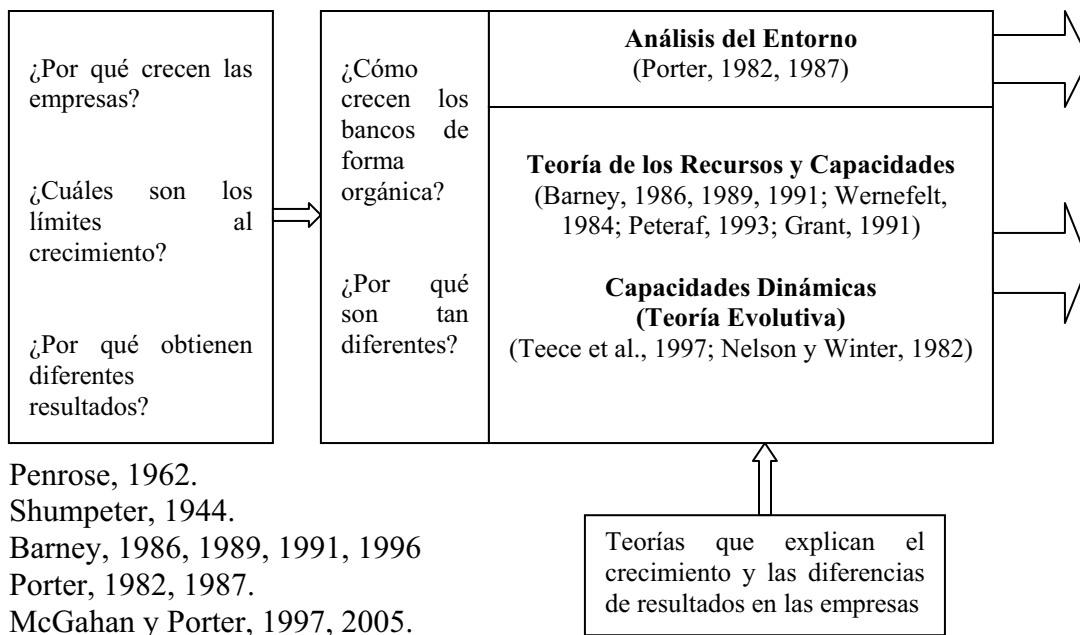 ¿Por qué crecen las
empresas?
¿Cuáles son los
límites al
crecimiento?
¿Por qué obtienen
diferentes
resultados?
¿Cómo
crecen los
bancos de
forma
orgánica?
¿Por qué
son tan
diferentes?
Análisis del Entorno
(Porter, 1982, 1987)
Teoría de los Recursos y Capacidades
(Barney, 1986, 1989, 1991; Wernefelt,
1984; Peteraf, 1993; Grant, 1991)
Capacidades Dinámicas
(Teoría Evolutiva)
(Teece et al., 1997; Nelson y Winter, 1982)
Penrose, 1962.
Shumpeter, 1944.
Barney, 1986, 1989, 1991, 1996
Porter, 1982, 1987.
McGahan y Porter, 1997, 2005.
Teorías que explican el
crecimiento y las diferencias
de resultados en las empresas